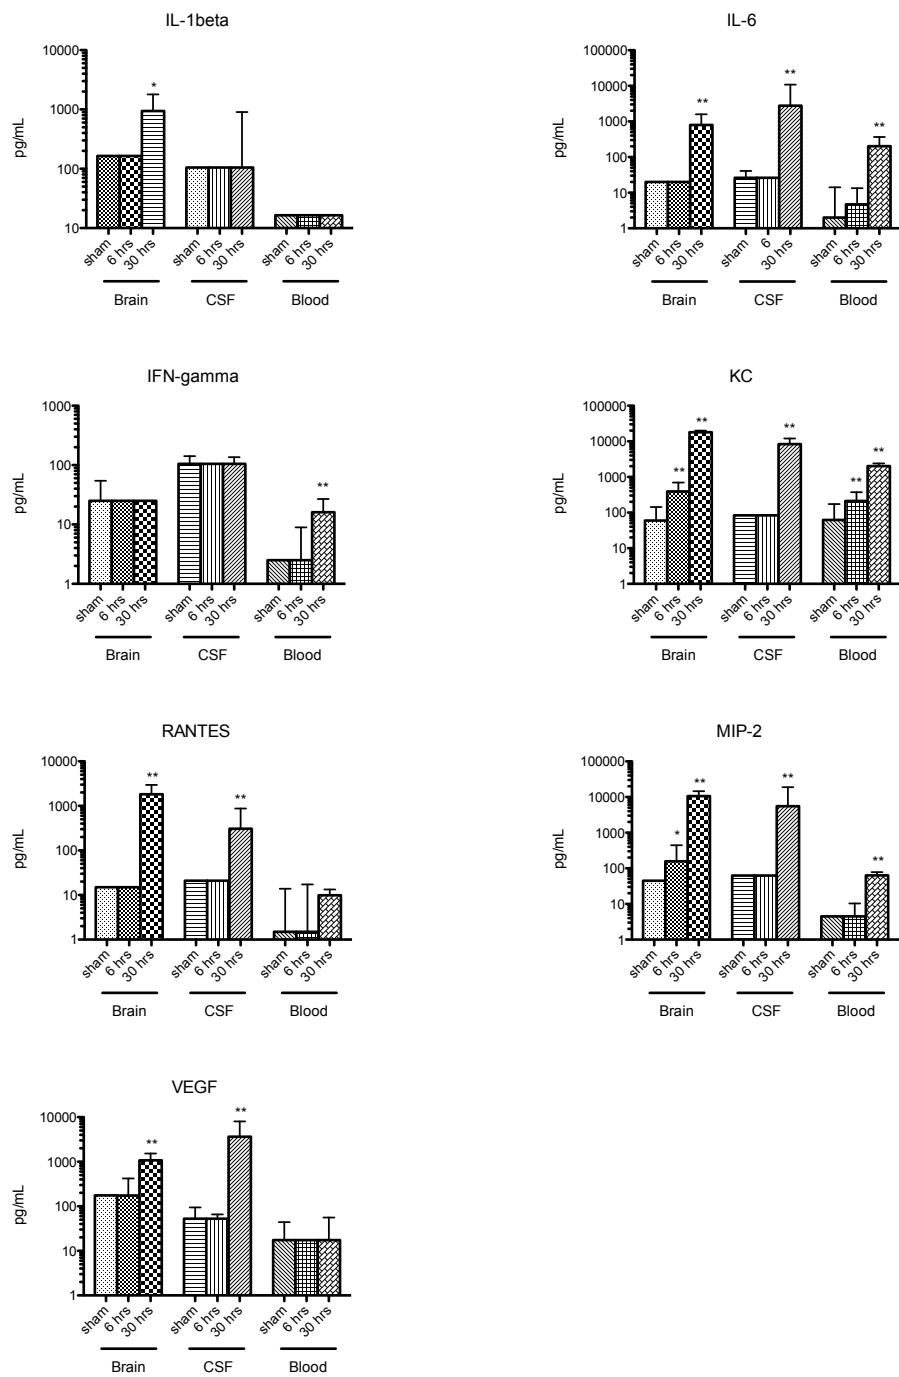 IL-1beta
10000
1000
100
10
pg/mL
*
sham 6 hrs 30 hrs sham 6 hrs 30 hrs sham 6 hrs 30 hrs
Brain CSF Blood
IL-6
100000
10000
1000
100
10
1
pg/mL
** ** **
sham 6 hrs 30 hrs sham 6 30 hrs sham 6 hrs 30 hrs
Brain CSF Blood
IFN-gamma
1000
100
10
1
pg/mL
**
sham 6 hrs 30 hrs sham 6 hrs 30 hrs sham 6 hrs 30 hrs
Brain CSF Blood
KC
100000
10000
1000
100
10
1
pg/mL
** ** ** ** **
sham 6 hrs 30 hrs sham 6 hrs 30 hrs sham 6 hrs 30 hrs
Brain CSF Blood
RANTES
10000
1000
100
10
1
pg/mL
** **
sham 6 hrs 30 hrs sham 6 hrs 30 hrs sham 6 hrs 30 hrs
Brain CSF Blood
MIP-2
100000
10000
1000
100
10
1
pg/mL
* ** ** **
sham 6 hrs 30 hrs sham 6 hrs 30 hrs sham 6 hrs 30 hrs
Brain CSF Blood
VEGF
10000
1000
100
10
1
pg/mL
** **
sham 6 hrs 30 hrs sham 6 hrs 30 hrs sham 6 hrs 30 hrs
Brain CSF Blood